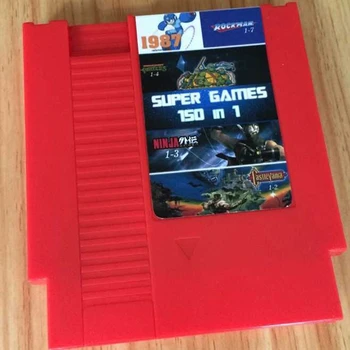 1987
ROCKMAN
1-7
1-4
SUPER GAMES
150 in 1
NINJA
1-3
Castlevania
1-2